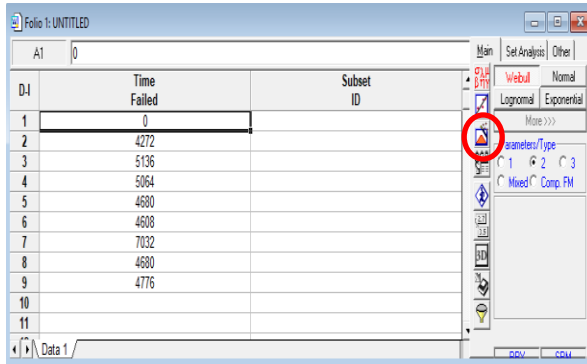 Folio 1: UNTITLED
A1 0 Main Set Analysis Other
D-I Time Failed Subset ID
Weibull Normal
Lognormal Exponential
More >>>
Parameters/Type
1 2 3
Mixed Comp. FM
1 0
2 4272
3 5136
4 5064
5 4680
6 4608
7 7032
8 4680
9 4776
10
11
3D
Data 1
RRX SRM